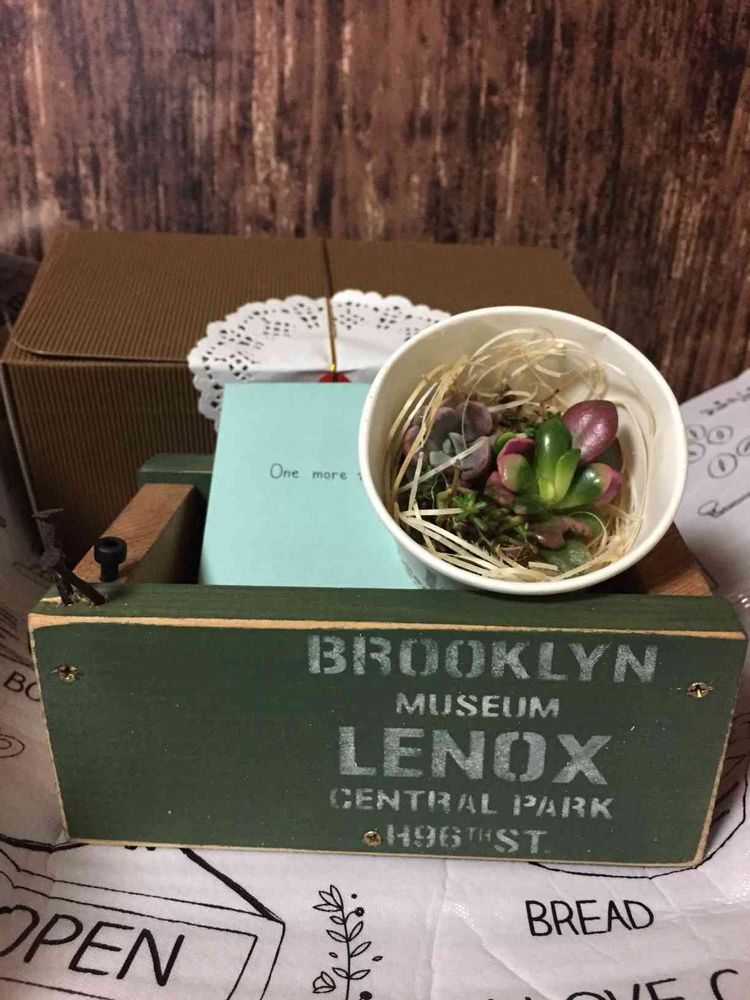 One more
BROOKLYN
MUSEUM
LENOX
CENTRAL PARK
H96TH ST.
BREAD
OPEN